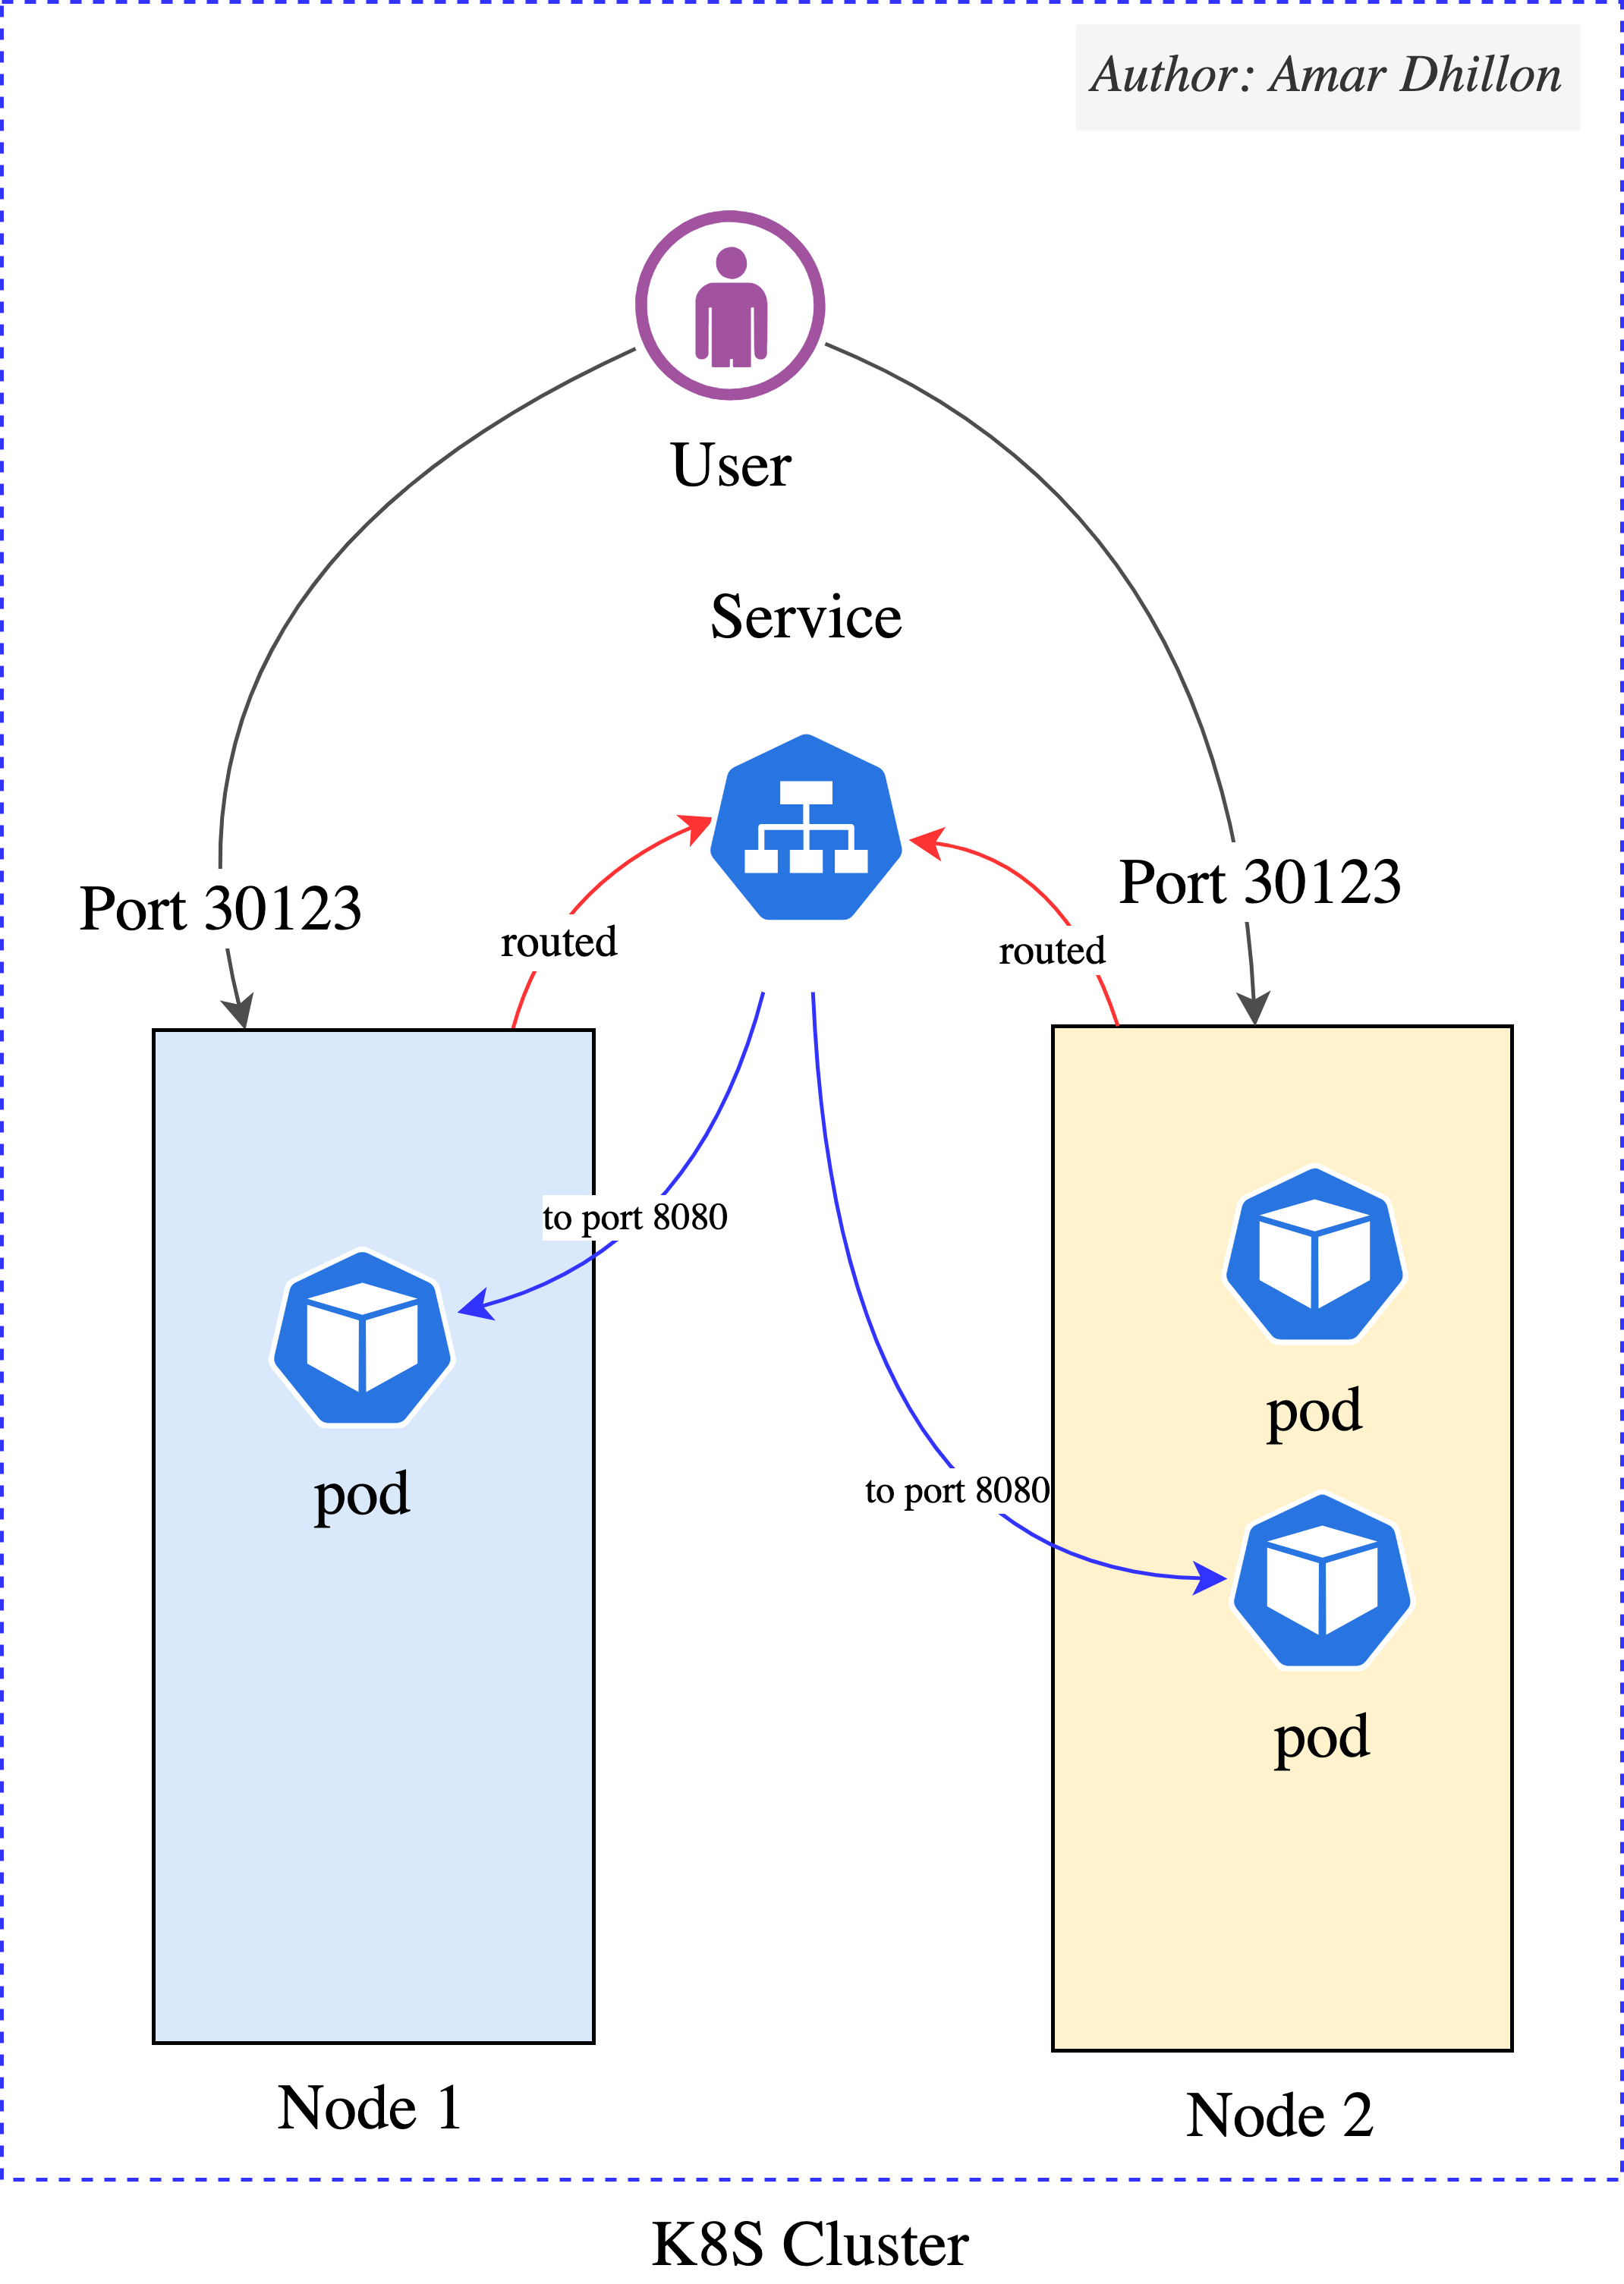 Author: Amar Dhillon
User
Service
Port 30123
Port 30123
routed
routed
to port 8080
pod
pod
to port 8080
pod
Node 1
Node 2
K8S Cluster